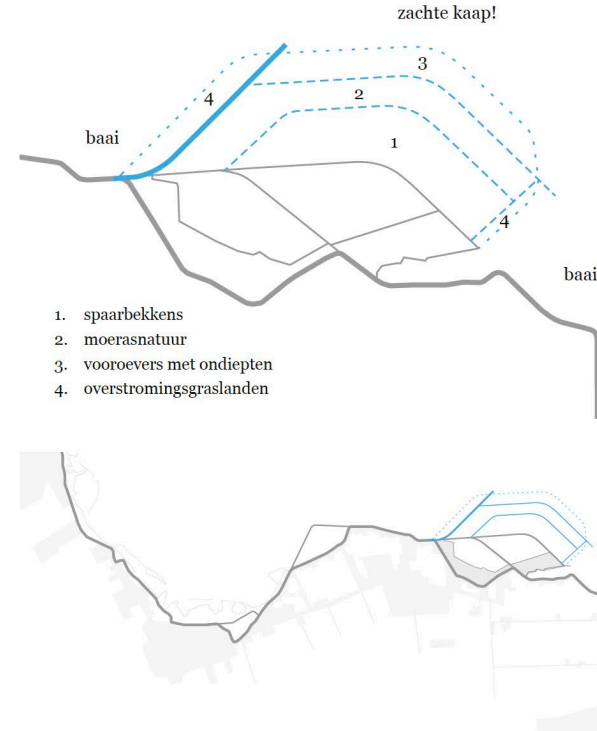 zachte kaap!
3
4
2
baai
1
4
baai
1. spaarbekkens
2. moerasnatuur
3. vooroevers met ondiepten
4. overstromingsgraslanden